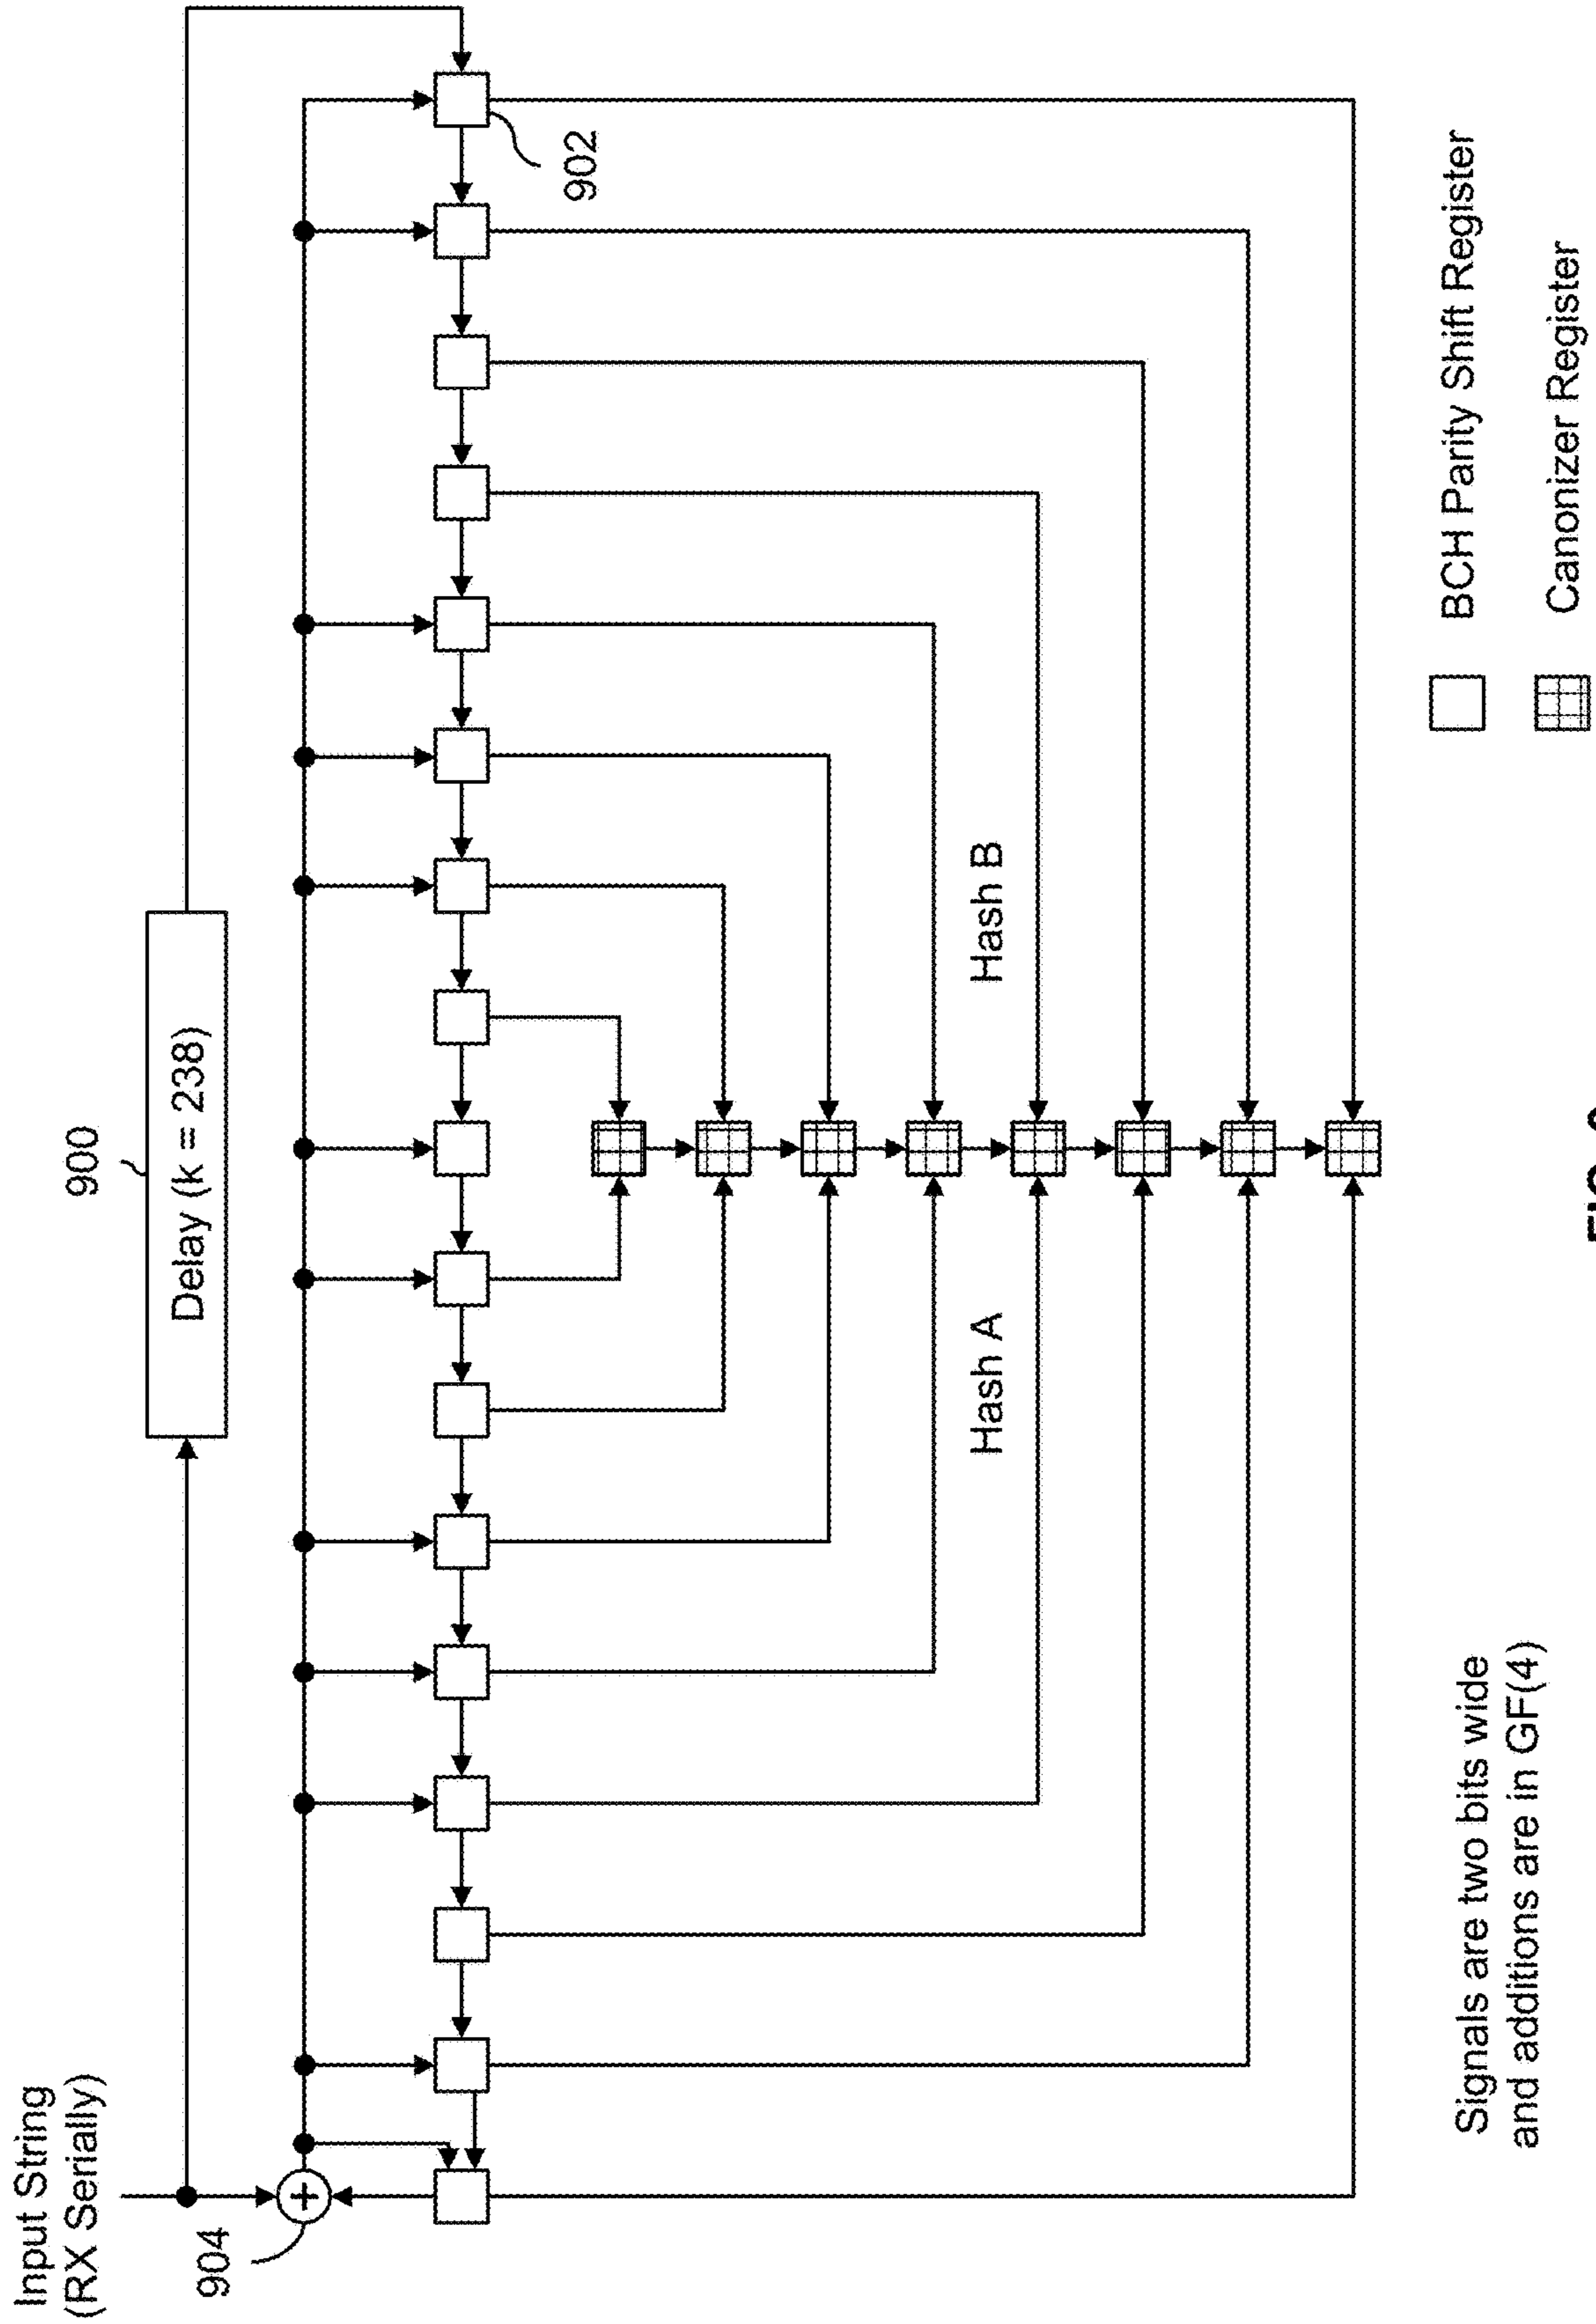 Input String
(RX Serially)
900
Delay (k = 238)
904
902
Hash A
Hash B
Signals are two bits wide
and additions are in GF(4)
BCH Parity Shift Register
Canonizer Register